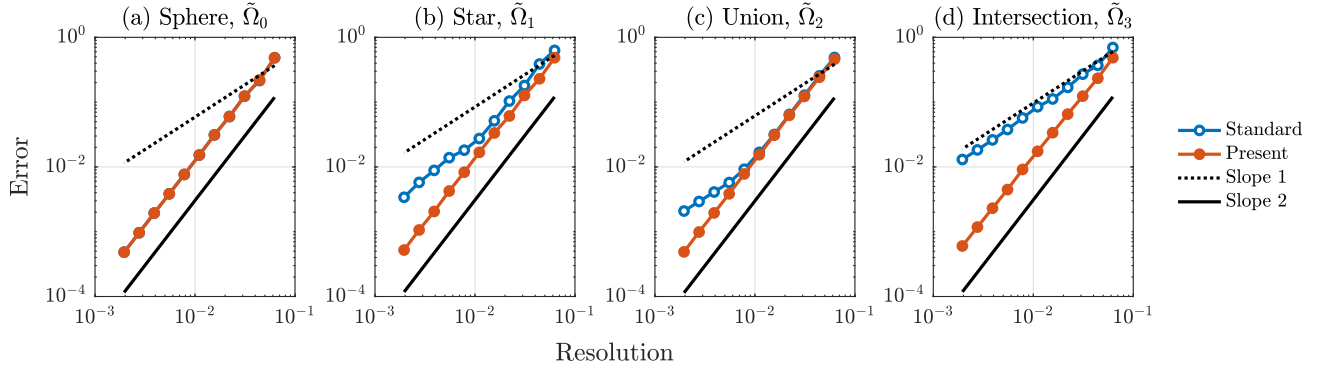 (a) Sphere, Ω̃₀
(b) Star, Ω̃₁
(c) Union, Ω̃₂
(d) Intersection, Ω̃₃
Error
10⁰
10⁻²
10⁻⁴
10⁻³ 10⁻² 10⁻¹
10⁰
10⁻²
10⁻⁴
10⁻³ 10⁻² 10⁻¹
10⁰
10⁻²
10⁻⁴
10⁻³ 10⁻² 10⁻¹
10⁰
10⁻²
10⁻⁴
10⁻³ 10⁻² 10⁻¹
Resolution
Standard
Present
Slope 1
Slope 2